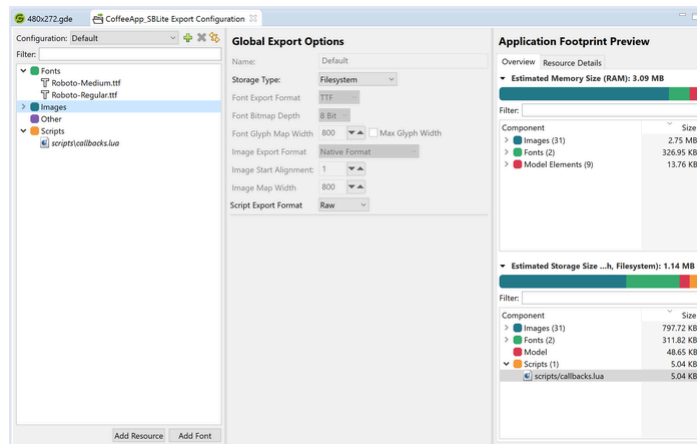 480x272.gde
CoffeeApp_SBLite Export Configuration
Configuration: Default
Filter:
Fonts
Roboto-Medium.ttf
Roboto-Regular.ttf
Images
Other
Scripts
scripts\callbacks.lua
Add Resource
Add Font
Global Export Options
Name: Default
Storage Type: Filesystem
Font Export Format TTF
Font Bitmap Depth 8 Bit
Font Glyph Map Width 800 Max Glyph Width
Image Export Format Native Format
Image Start Alignment: 1
Image Map Width 800
Script Export Format Raw
Application Footprint Preview
Overview Resource Details
Estimated Memory Size (RAM): 3.09 MB
Filter:
Component Size
Images (31) 2.75 MB
Fonts (2) 326.95 KB
Model Elements (9) 13.76 KB
Estimated Storage Size ...h, Filesystem): 1.14 MB
Filter:
Component Size
Images (31) 797.72 KB
Fonts (2) 311.82 KB
Model 48.65 KB
Scripts (1) 5.04 KB
scripts/callbacks.lua 5.04 KB